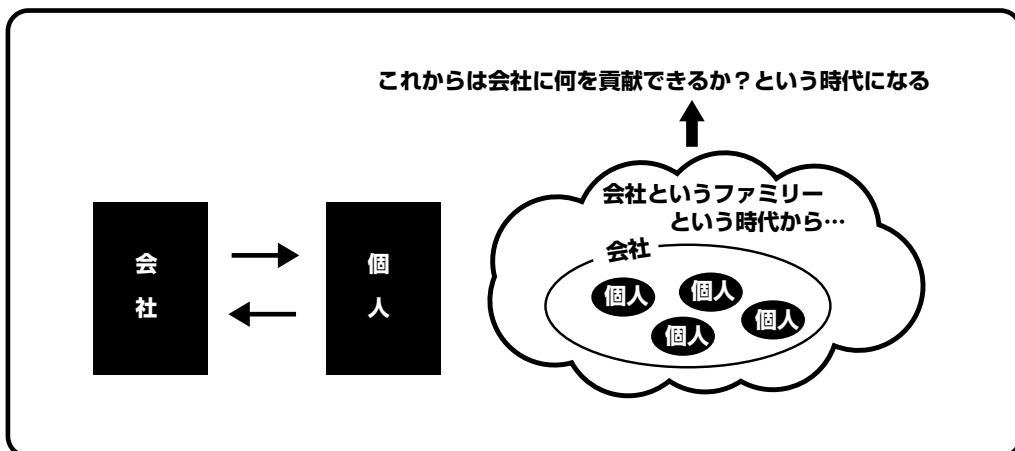 これからは会社に何を貢献できるか？という時代になる
会社というファミリー
という時代から…
会社
個人
個人
個人
個人
会社
個人